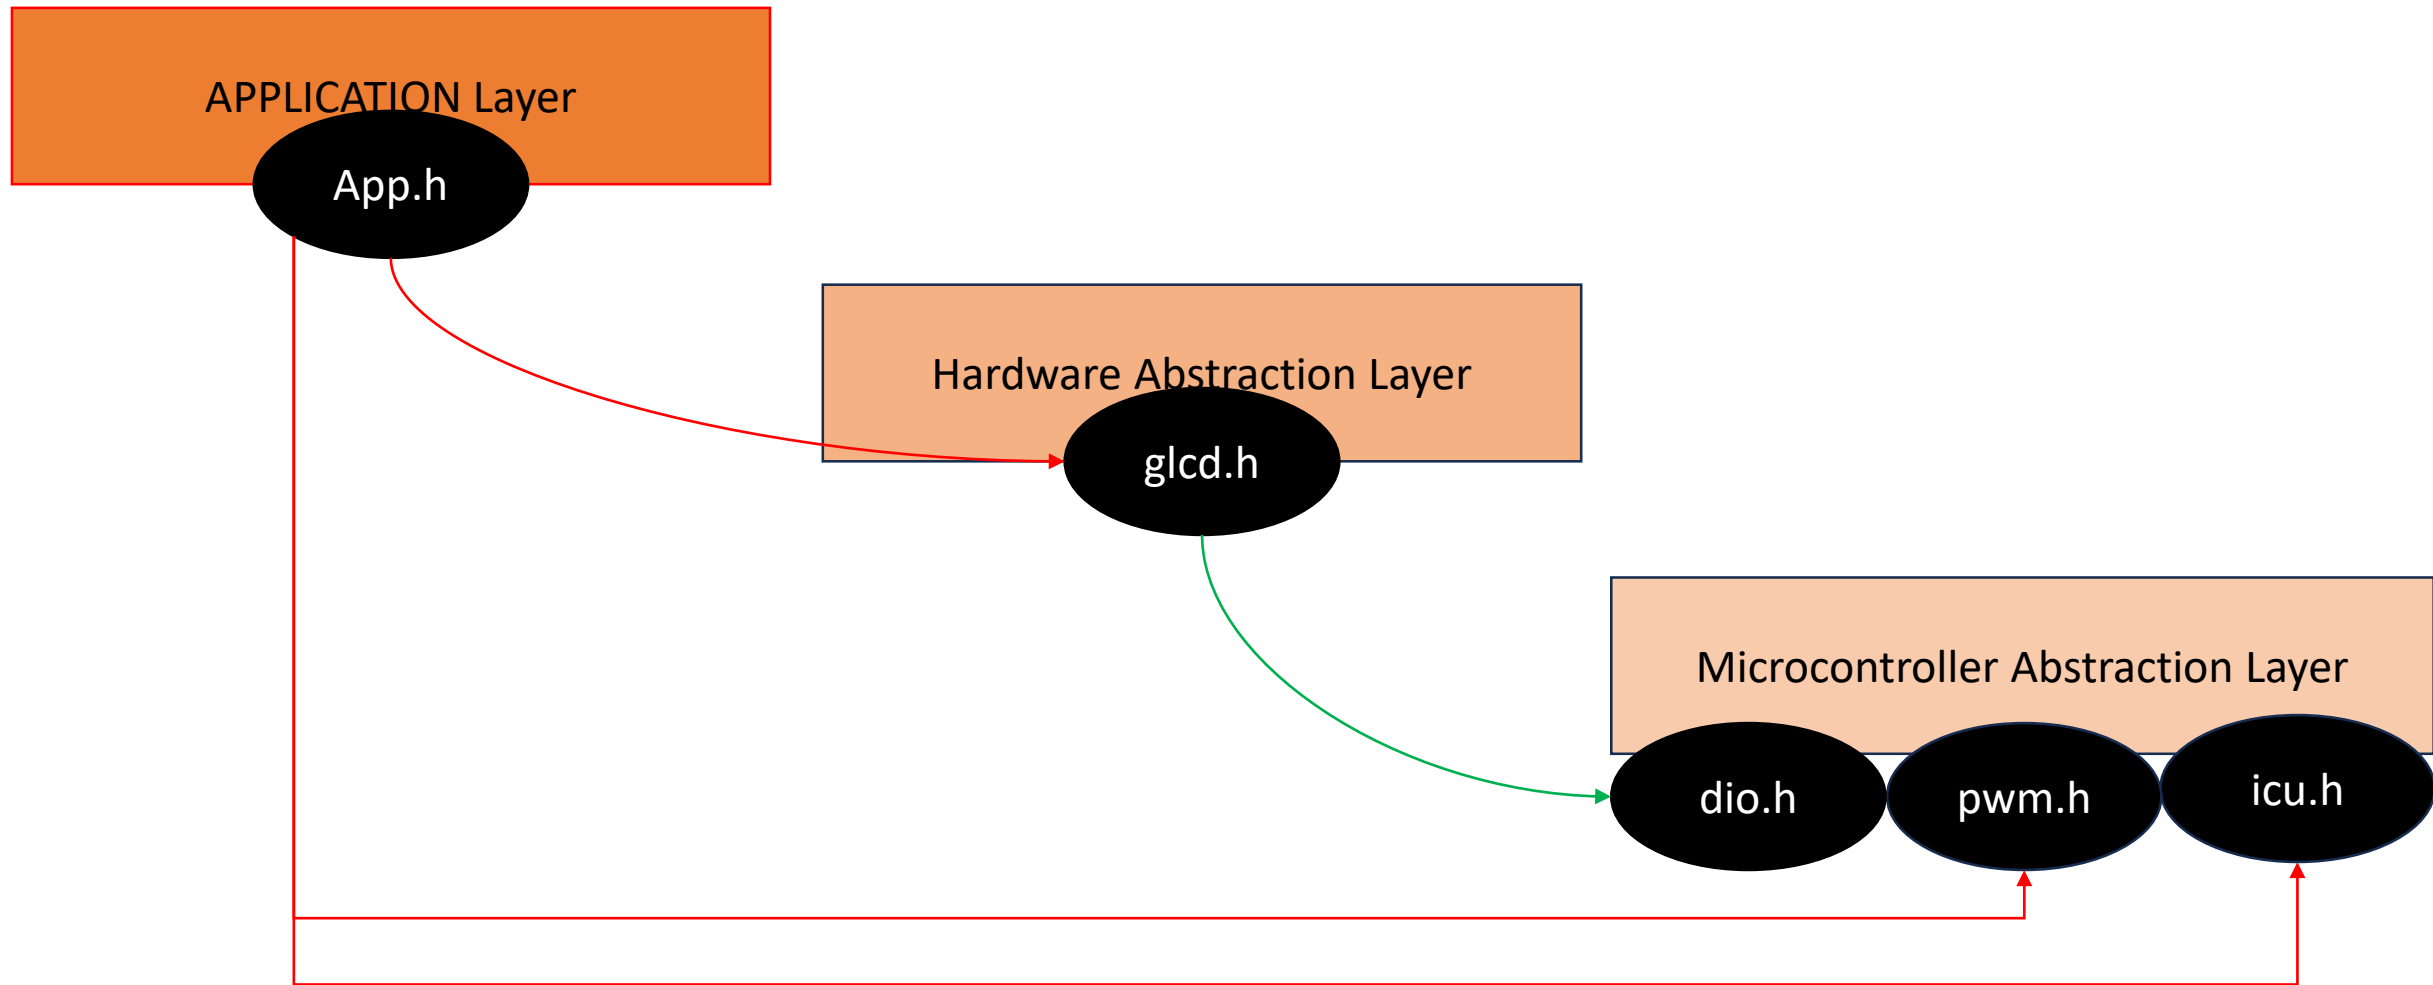 APPLICATION Layer
App.h
Hardware Abstraction Layer
glcd.h
Microcontroller Abstraction Layer
dio.h
pwm.h
icu.h